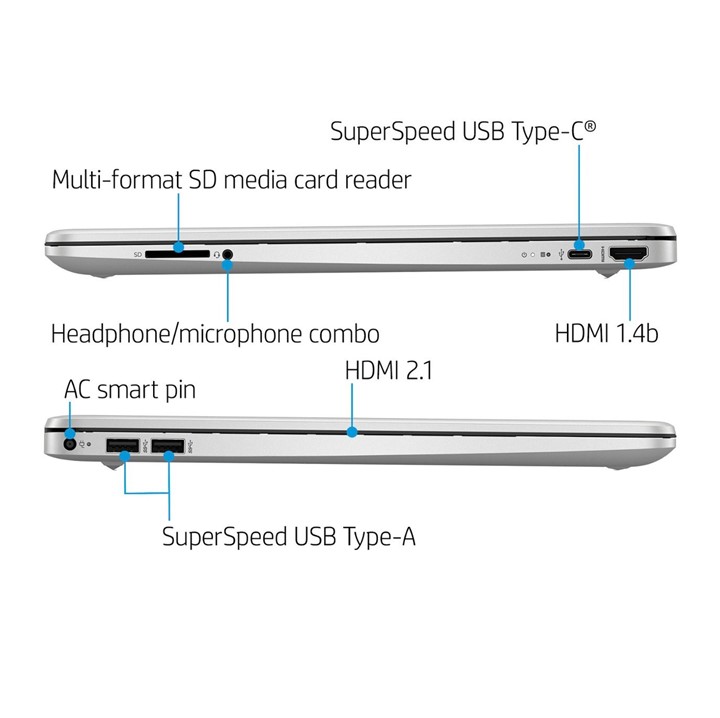 SuperSpeed USB Type-C®
Multi-format SD media card reader
SD
HDMI
Headphone/microphone combo
HDMI 1.4b
HDMI 2.1
AC smart pin
SuperSpeed USB Type-A